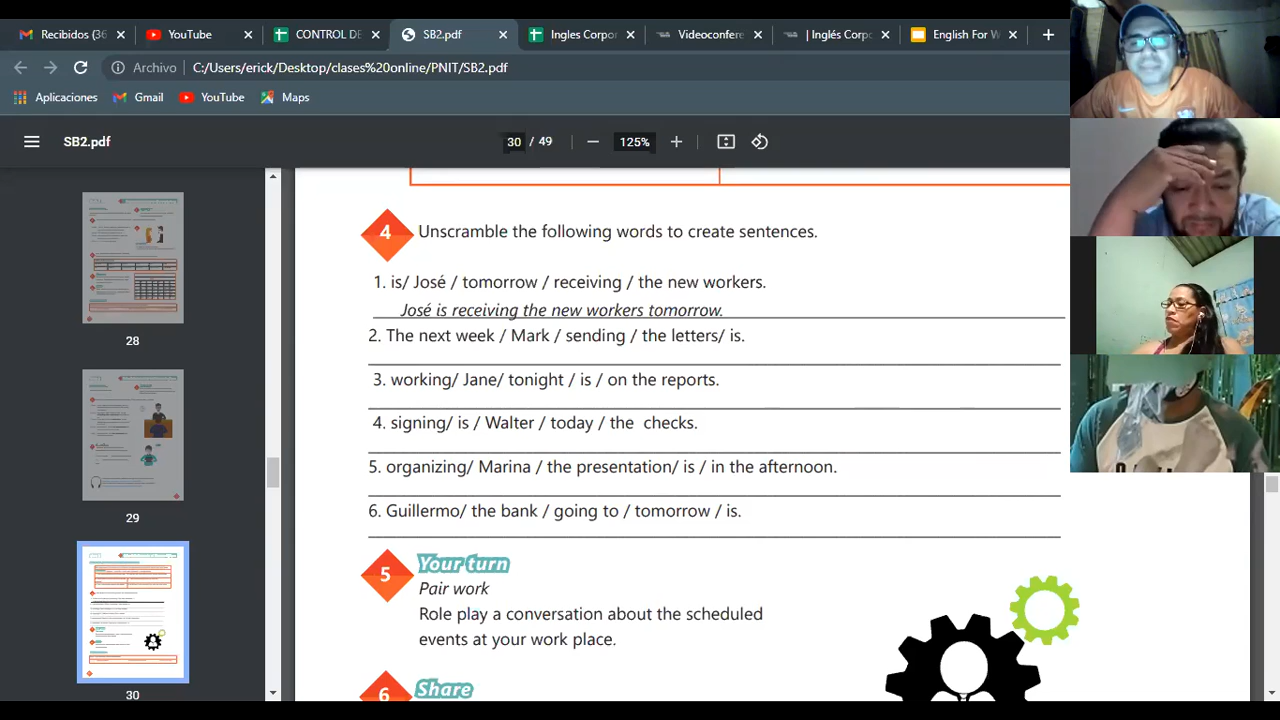 Recibidos (36
YouTube
CONTROL DE
SB2.pdf
Ingles Corpor
Videoconfere
| Inglés Corpor
English For W
Archivo
C:/Users/erick/Desktop/clases%20online/PNIT/SB2.pdf
Aplicaciones
Gmail
YouTube
Maps
SB2.pdf
30 / 49
125%
28
29
30
4 Unscramble the following words to create sentences.
1. is/ José / tomorrow / receiving / the new workers.
José is receiving the new workers tomorrow.
2. The next week / Mark / sending / the letters/ is.
3. working/ Jane/ tonight / is / on the reports.
4. signing/ is / Walter / today / the checks.
5. organizing/ Marina / the presentation/ is / in the afternoon.
6. Guillermo/ the bank / going to / tomorrow / is.
5 Your turn
Pair work
Role play a conversation about the scheduled
events at your work place.
6 Share